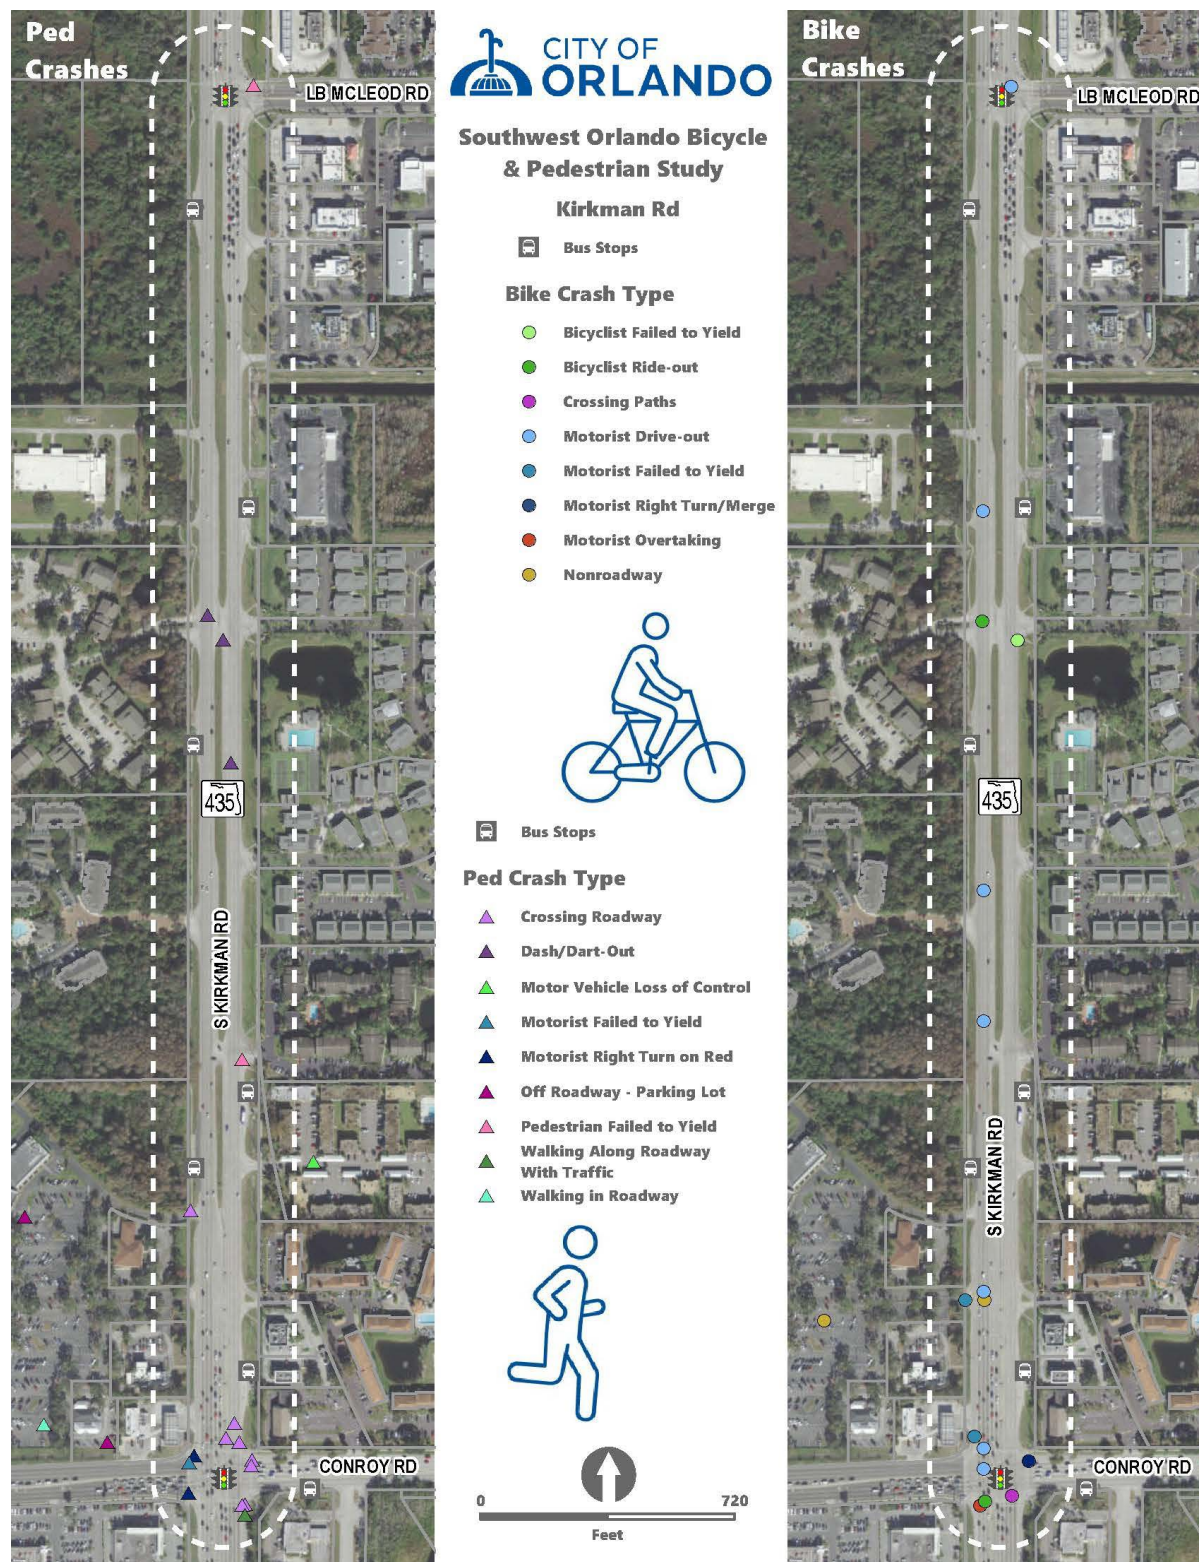 Ped
Crashes
LB MCLEOD RD
435
S KIRKMAN RD
CONROY RD
CITY OF
ORLANDO
Southwest Orlando Bicycle
& Pedestrian Study
Kirkman Rd
Bus Stops
Bike Crash Type
Bicyclist Failed to Yield
Bicyclist Ride-out
Crossing Paths
Motorist Drive-out
Motorist Failed to Yield
Motorist Right Turn/Merge
Motorist Overtaking
Nonroadway
Bus Stops
Ped Crash Type
Crossing Roadway
Dash/Dart-Out
Motor Vehicle Loss of Control
Motorist Failed to Yield
Motorist Right Turn on Red
Off Roadway - Parking Lot
Pedestrian Failed to Yield
Walking Along Roadway
With Traffic
Walking in Roadway
0 720
Feet
Bike
Crashes
LB MCLEOD RD
435
S KIRKMAN RD
CONROY RD